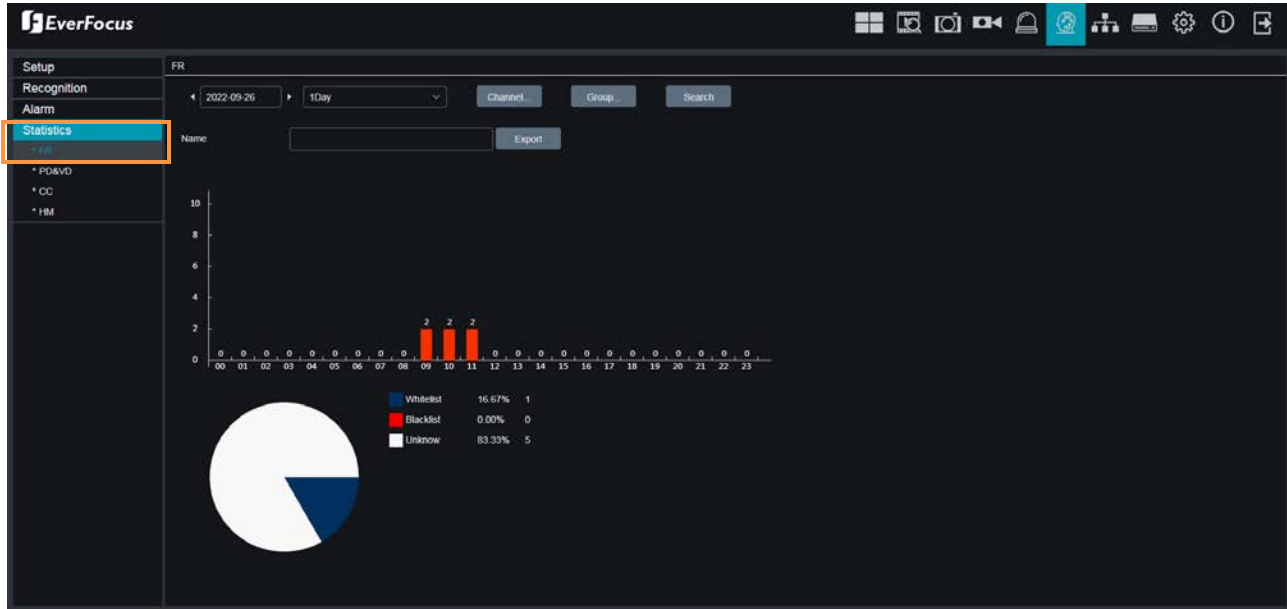 EverFocus
Setup
Recognition
Alarm
Statistics
* FR
* PD&VD
* CC
* HM
FR
2022-09-26 1Day Channel... Group... Search
Name Export
10
8
6
4
2
0
2 2 2
0 0 0 0 0 0 0 0 0 0 0 0 0 0 0 0 0 0 0 0 0
00 01 02 03 04 05 06 07 08 09 10 11 12 13 14 15 16 17 18 19 20 21 22 23
Whitelist 16.67% 1
Blacklist 0.00% 0
Unknow 83.33% 5